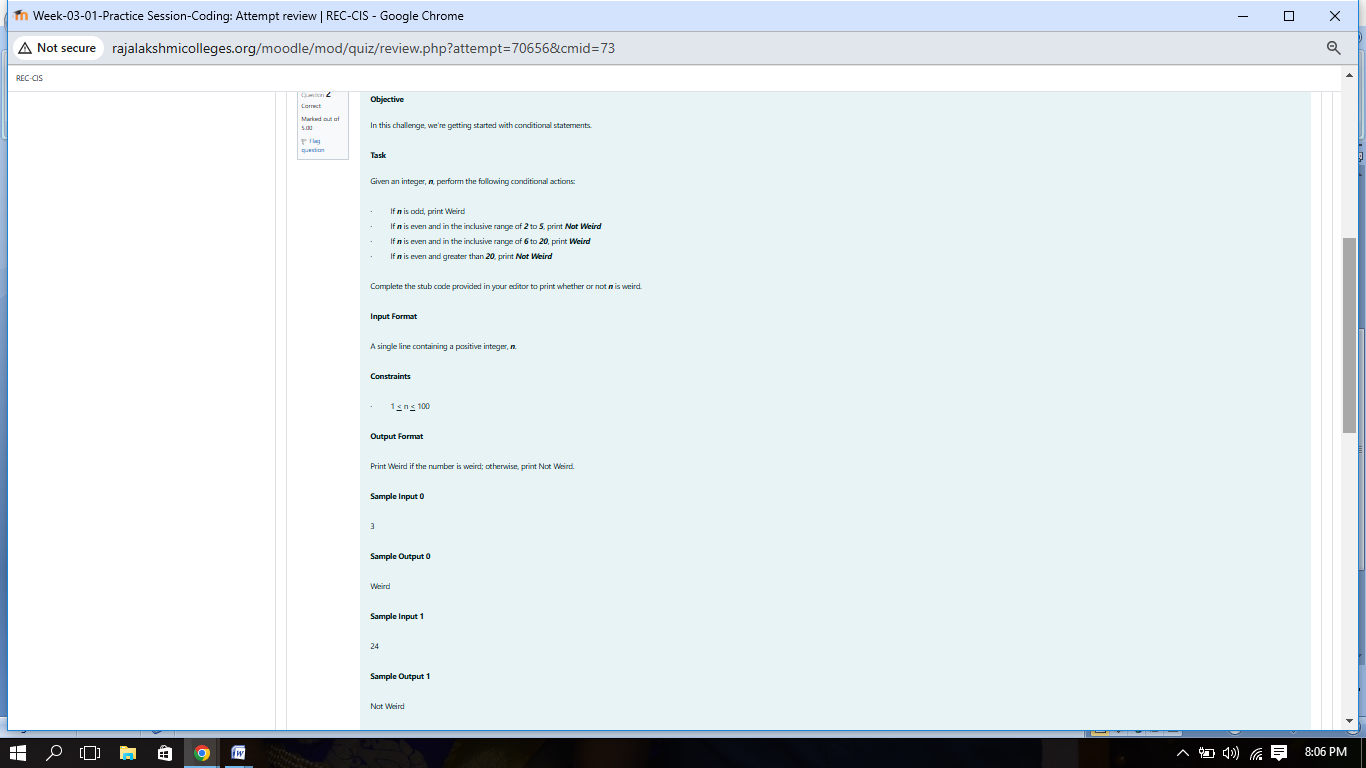 Week-03-01-Practice Session-Coding: Attempt review | REC-CIS - Google Chrome
Not secure rajalakshmicolleges.org/moodle/mod/quiz/review.php?attempt=70656&cmid=73
REC-CIS
Question 2
Correct
Marked out of
5.00
Flag
question
Objective
In this challenge, we're getting started with conditional statements.
Task
Given an integer, n, perform the following conditional actions:
· If n is odd, print Weird
· If n is even and in the inclusive range of 2 to 5, print Not Weird
· If n is even and in the inclusive range of 6 to 20, print Weird
· If n is even and greater than 20, print Not Weird
Complete the stub code provided in your editor to print whether or not n is weird.
Input Format
A single line containing a positive integer, n.
Constraints
· 1 ≤ n ≤ 100
Output Format
Print Weird if the number is weird; otherwise, print Not Weird.
Sample Input 0
3
Sample Output 0
Weird
Sample Input 1
24
Sample Output 1
Not Weird
8:06 PM